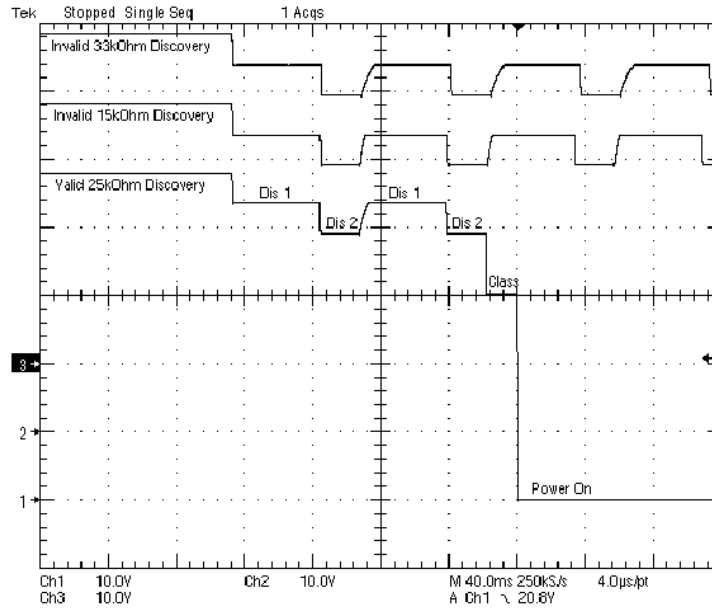 Tek Stopped Single Seq 1 Acqs
Invalid 33kOhm Discovery
Invalid 15kOhm Discovery
Valid 25kOhm Discovery
Dis 1 Dis 1
Dis 2 Dis 2
Class
3
2
1
Power On
Ch1 10.0V Ch2 10.0V M 40.0ms 250kS/s 4.0µs/pt
Ch3 10.0V A Ch1 ∖ 20.8V